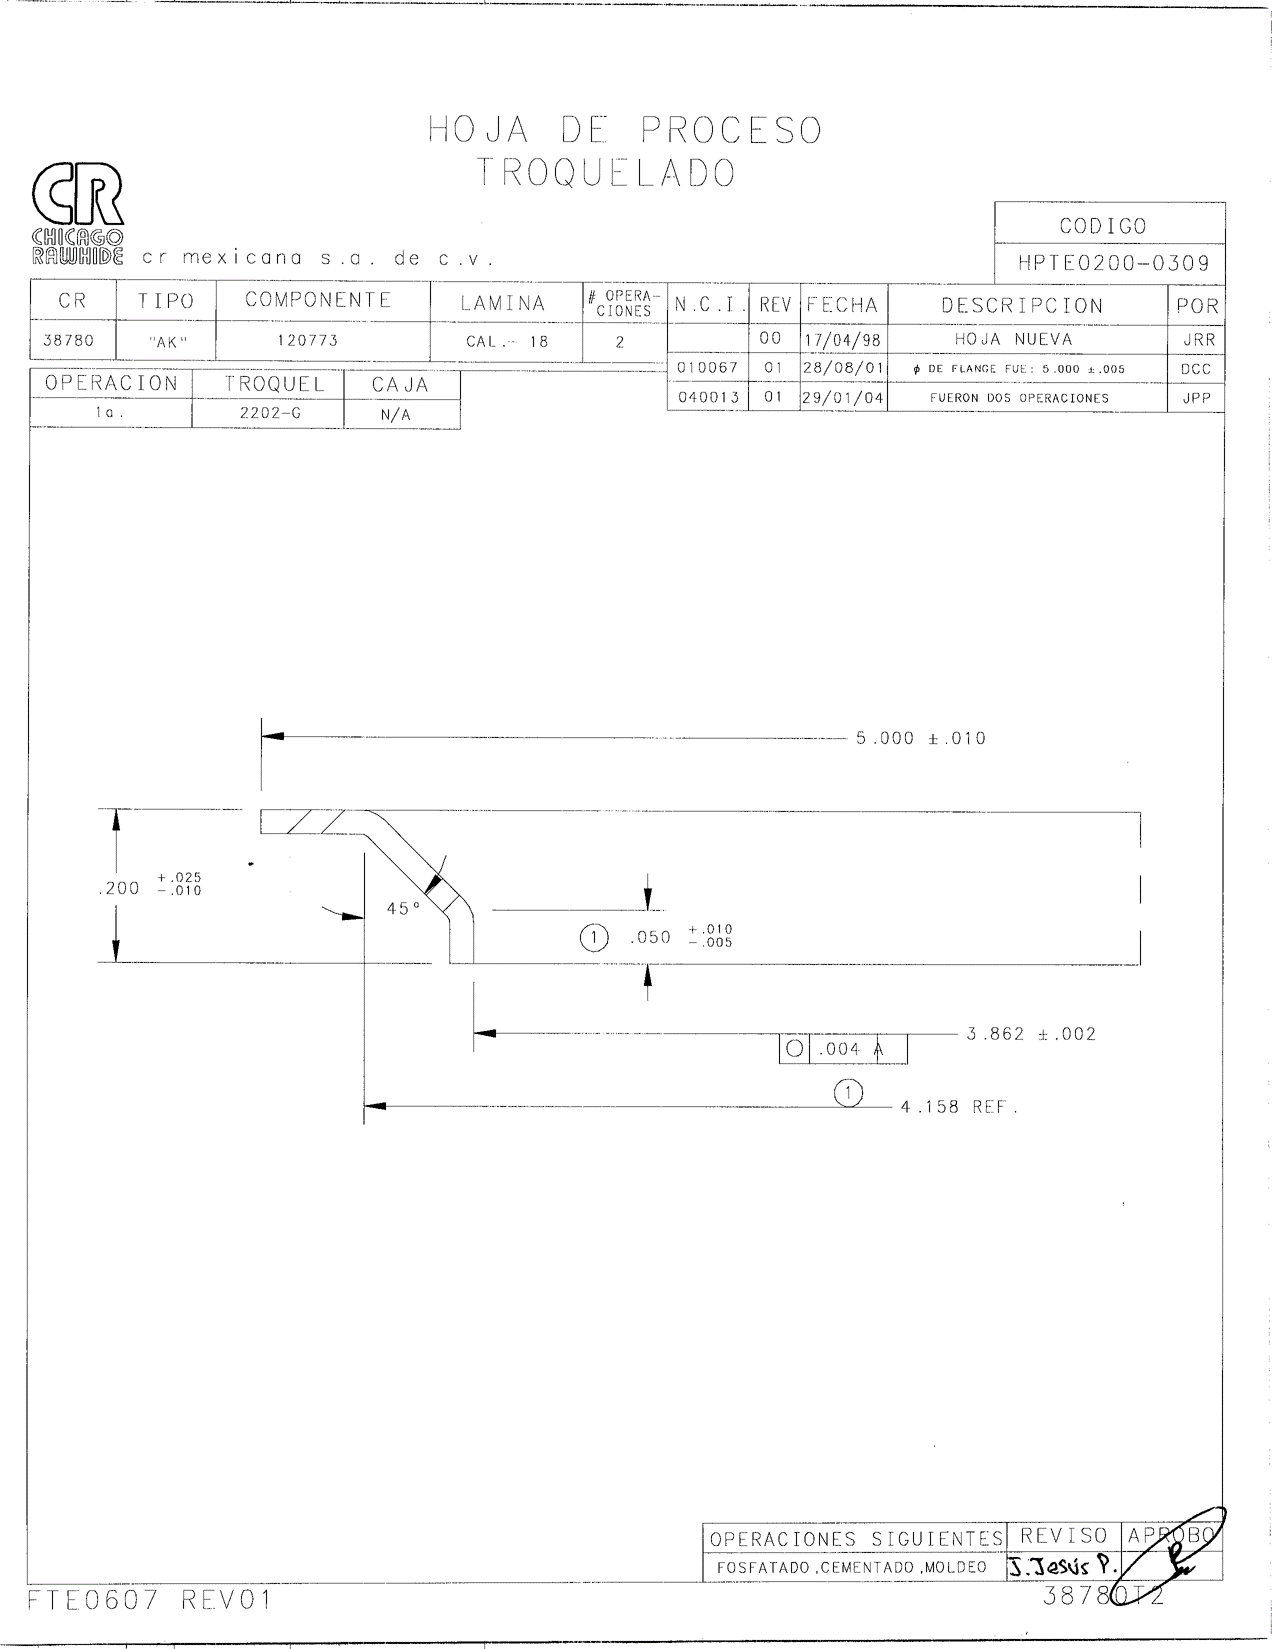 HOJA DE PROCESO
TROQUELADO
CR
CHICAGO
RAWHIDE
cr mexicana s.a. de c.v.
CODIGO
HPTE0200-0309
CR TIPO COMPONENTE LAMINA # OPERA-CIONES
38780 "AK" 120773 CAL.- 18 2
N.C.I. REV FECHA DESCRIPCION POR
00 17/04/98 HOJA NUEVA JRR
010067 01 28/08/01 ϕ DE FLANGE FUE: 5.000 ±.005 DCC
040013 01 29/01/04 FUERON DOS OPERACIONES JPP
OPERACION TROQUEL CAJA
1a. 2202-G N/A
5.000 ±.010
.200 +.025 -.010
45°
1 .050 +.010 -.005
3.862 ±.002
○ .004 A
1
4.158 REF.
OPERACIONES SIGUIENTES REVISO APROBO
FOSFATADO,CEMENTADO,MOLDEO J.Jesús P.
FTE0607 REV01
38780T2